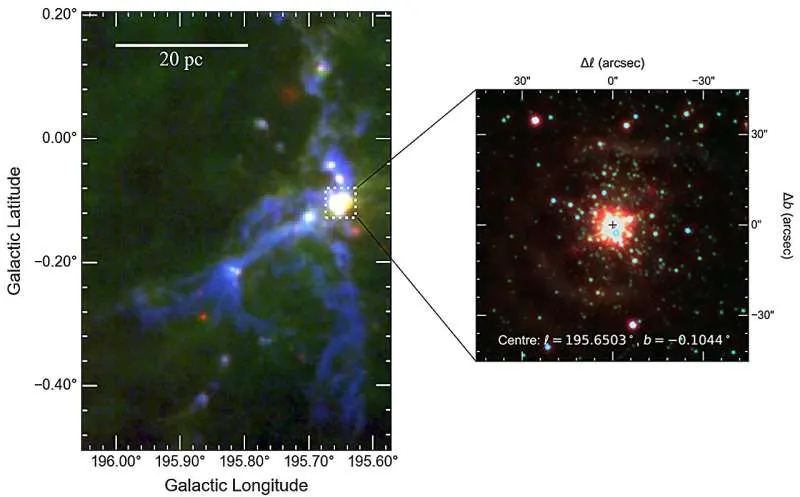 0.20°
20 pc
0.00°
−0.20°
−0.40°
Galactic Latitude
196.00° 195.90° 195.80° 195.70° 195.60°
Galactic Longitude
Δℓ (arcsec)
30" 0° −30"
30"
0°
−30"
Δb (arcsec)
Centre: ℓ = 195.6503°, b = −0.1044°